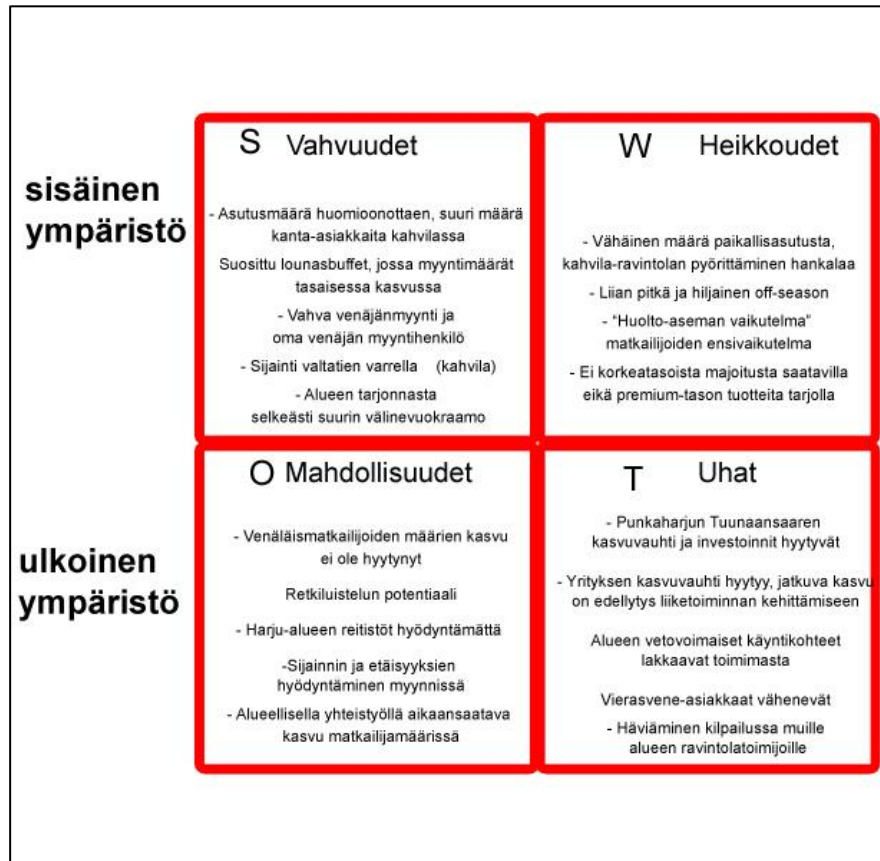 sisäinen
ympäristö
S Vahvuudet
- Asutusmäärä huomioonottaen, suuri määrä
kanta-asiakkaita kahvilassa
Suosittu lounasbuffet, jossa myyntimäärät
tasaisessa kasvussa
- Vahva venäjänmyynti ja
oma venäjän myyntihenkilö
- Sijainti valtatien varrella (kahvila)
- Alueen tarjonnasta
selkeästi suurin välinevuokraamo
W Heikkoudet
- Vähäinen määrä paikallisasutusta,
kahvila-ravintolan pyörittäminen hankalaa
- Liian pitkä ja hiljainen off-season
- "Huolto-aseman vaikutelma"
matkailijoiden ensivaikutelma
- Ei korkeatasoista majoitusta saatavilla
eikä premium-tason tuotteita tarjolla
ulkoinen
ympäristö
O Mahdollisuudet
- Venäläismatkailijoiden määrien kasvu
ei ole hyytynyt
Retkiluistelun potentiaali
- Harju-alueen reitistöt hyödyntämättä
-Sijainnin ja etäisyyksien
hyödyntäminen myynnissä
- Alueellisella yhteistyöllä aikaansaatava
kasvu matkailijamäärissä
T Uhat
- Punkaharjun Tuunaansaaren
kasvuvauhti ja investoinnit hyytyvät
- Yrityksen kasvuvauhti hyytyy, jatkuva kasvu
on edellytys liiketoiminnan kehittämiseen
Alueen vetovoimaiset käyntikohteet
lakkaavat toimimasta
Vierasvene-asiakkaat vähenevät
- Häviäminen kilpailussa muille
alueen ravintolatoimijoille